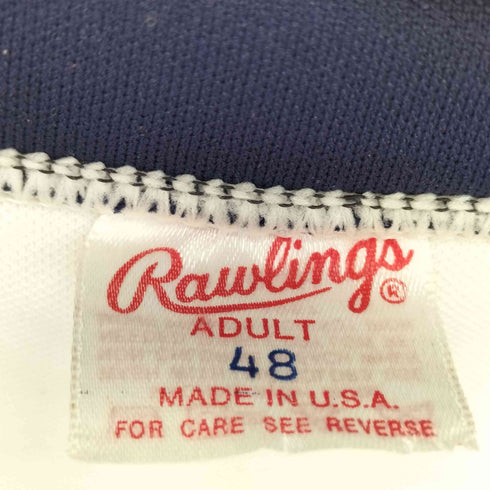 Rawlings ®
ADULT
48
MADE IN U.S.A.
FOR CARE SEE REVERSE